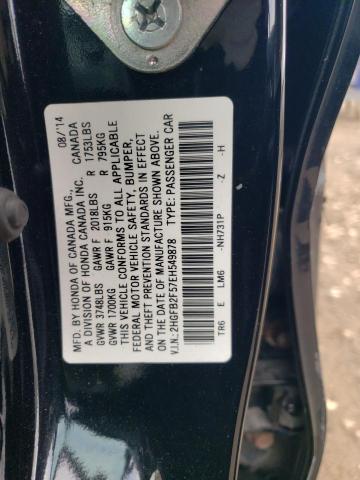 MFD. BY HONDA OF CANADA MFG., 08/'14
A DIVISION OF HONDA CANADA INC. CANADA
GVWR 3748LBS GAWR F 2018LBS R 1753LBS
GVWR 1700KG GAWR F 915KG R 795KG
THIS VEHICLE CONFORMS TO ALL APPLICABLE
FEDERAL MOTOR VEHICLE SAFETY, BUMPER,
AND THEFT PREVENTION STANDARDS IN EFFECT
ON THE DATE OF MANUFACTURE SHOWN ABOVE.
V.I.N.: 2HGFB2F57EH549878 TYPE: PASSENGER CAR
TR6 E LM6 -NH731P -Z -H